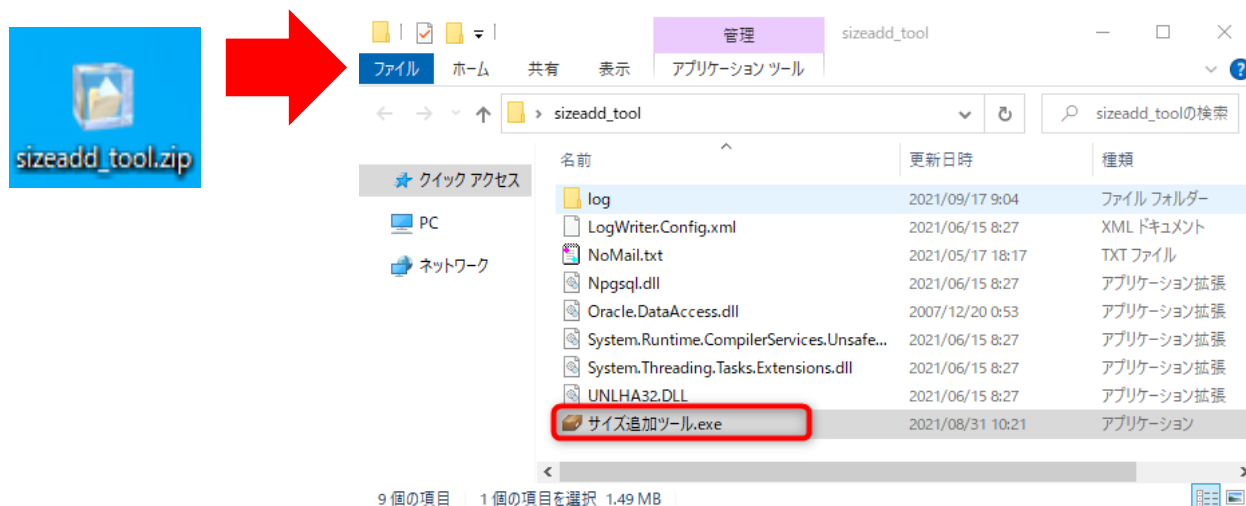 sizeadd_tool.zip
管理
sizeadd_tool
ファイル ホーム 共有 表示 アプリケーション ツール
sizeadd_tool
sizeadd_toolの検索
名前 更新日時 種類
クイック アクセス
PC
ネットワーク
log 2021/09/17 9:04 ファイル フォルダー
LogWriter.Config.xml 2021/06/15 8:27 XML ドキュメント
NoMail.txt 2021/05/17 18:17 TXT ファイル
Npgsql.dll 2021/06/15 8:27 アプリケーション拡張
Oracle.DataAccess.dll 2007/12/20 0:53 アプリケーション拡張
System.Runtime.CompilerServices.Unsafe... 2021/06/15 8:27 アプリケーション拡張
System.Threading.Tasks.Extensions.dll 2021/06/15 8:27 アプリケーション拡張
UNLHA32.DLL 2021/06/15 8:27 アプリケーション拡張
サイズ追加ツール.exe 2021/08/31 10:21 アプリケーション
9 個の項目 1 個の項目を選択 1.49 MB